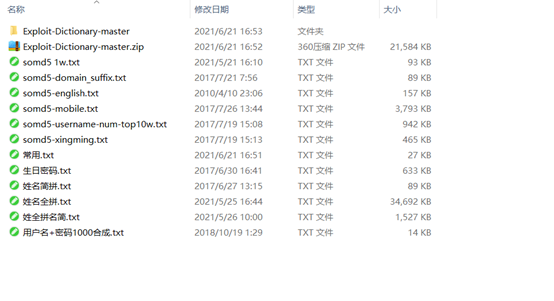 名称 修改日期 类型 大小
Exploit-Dictionary-master 2021/6/21 16:53 文件夹
Exploit-Dictionary-master.zip 2021/6/21 16:52 360压缩 ZIP 文件 21,584 KB
somd5 1w.txt 2021/5/21 16:10 TXT 文件 93 KB
somd5-domain_suffix.txt 2017/7/21 7:56 TXT 文件 89 KB
somd5-english.txt 2010/4/10 23:06 TXT 文件 157 KB
somd5-mobile.txt 2017/7/26 13:44 TXT 文件 3,793 KB
somd5-username-num-top10w.txt 2017/7/19 15:08 TXT 文件 942 KB
somd5-xingming.txt 2017/7/19 15:13 TXT 文件 465 KB
常用.txt 2021/6/21 16:51 TXT 文件 27 KB
生日密码.txt 2017/6/30 16:41 TXT 文件 633 KB
姓名简拼.txt 2017/6/27 13:15 TXT 文件 89 KB
姓名全拼.txt 2021/5/25 16:44 TXT 文件 34,692 KB
姓全拼名简.txt 2021/5/26 10:00 TXT 文件 1,527 KB
用户名+密码1000合成.txt 2018/10/19 1:29 TXT 文件 14 KB